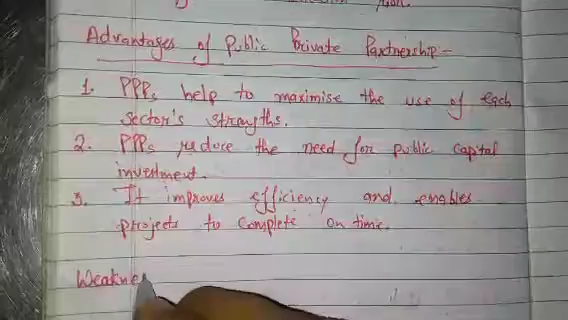 Advantages of Public Private Partnership -
1. PPPs help to maximise the use of each
sector's strengths.
2. PPPs reduce the need for public capital
investment.
3. It improves efficiency and enables
projects to complete on time.
Weaknes